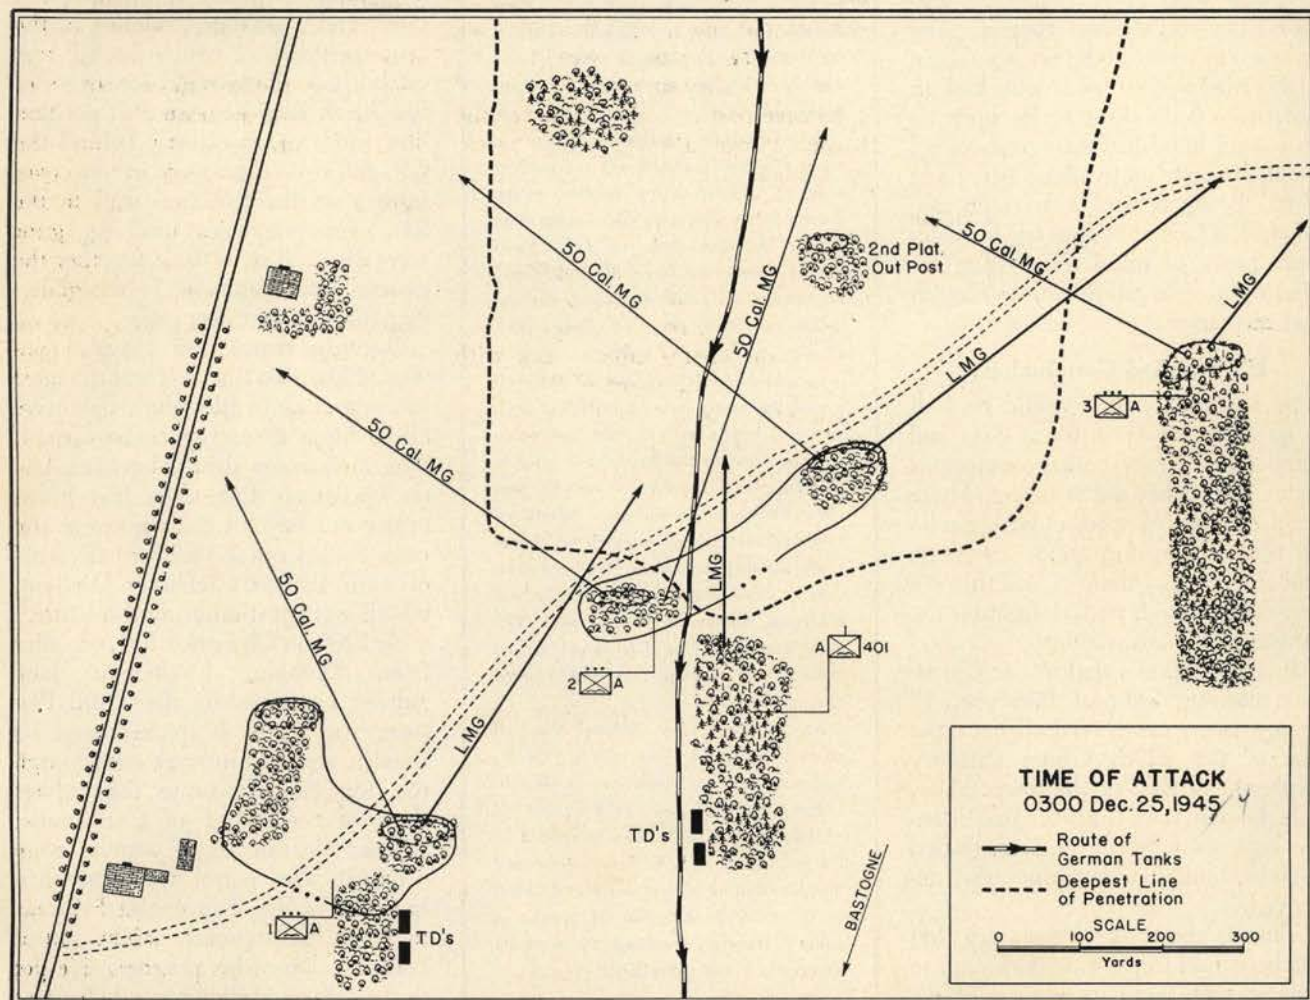 50 Cal. MG
50 Cal. MG
2nd Plat.
Out Post
50 Cal. MG
LMG
LMG
50 Cal. MG
3 A
50 Cal. MG
LMG
LMG
2 A
A 401
TD's
1 A
TD's
BASTOGNE
TIME OF ATTACK
0300 Dec. 25, 1945
Route of
German Tanks
Deepest Line
of Penetration
SCALE
0 100 200 300
Yards